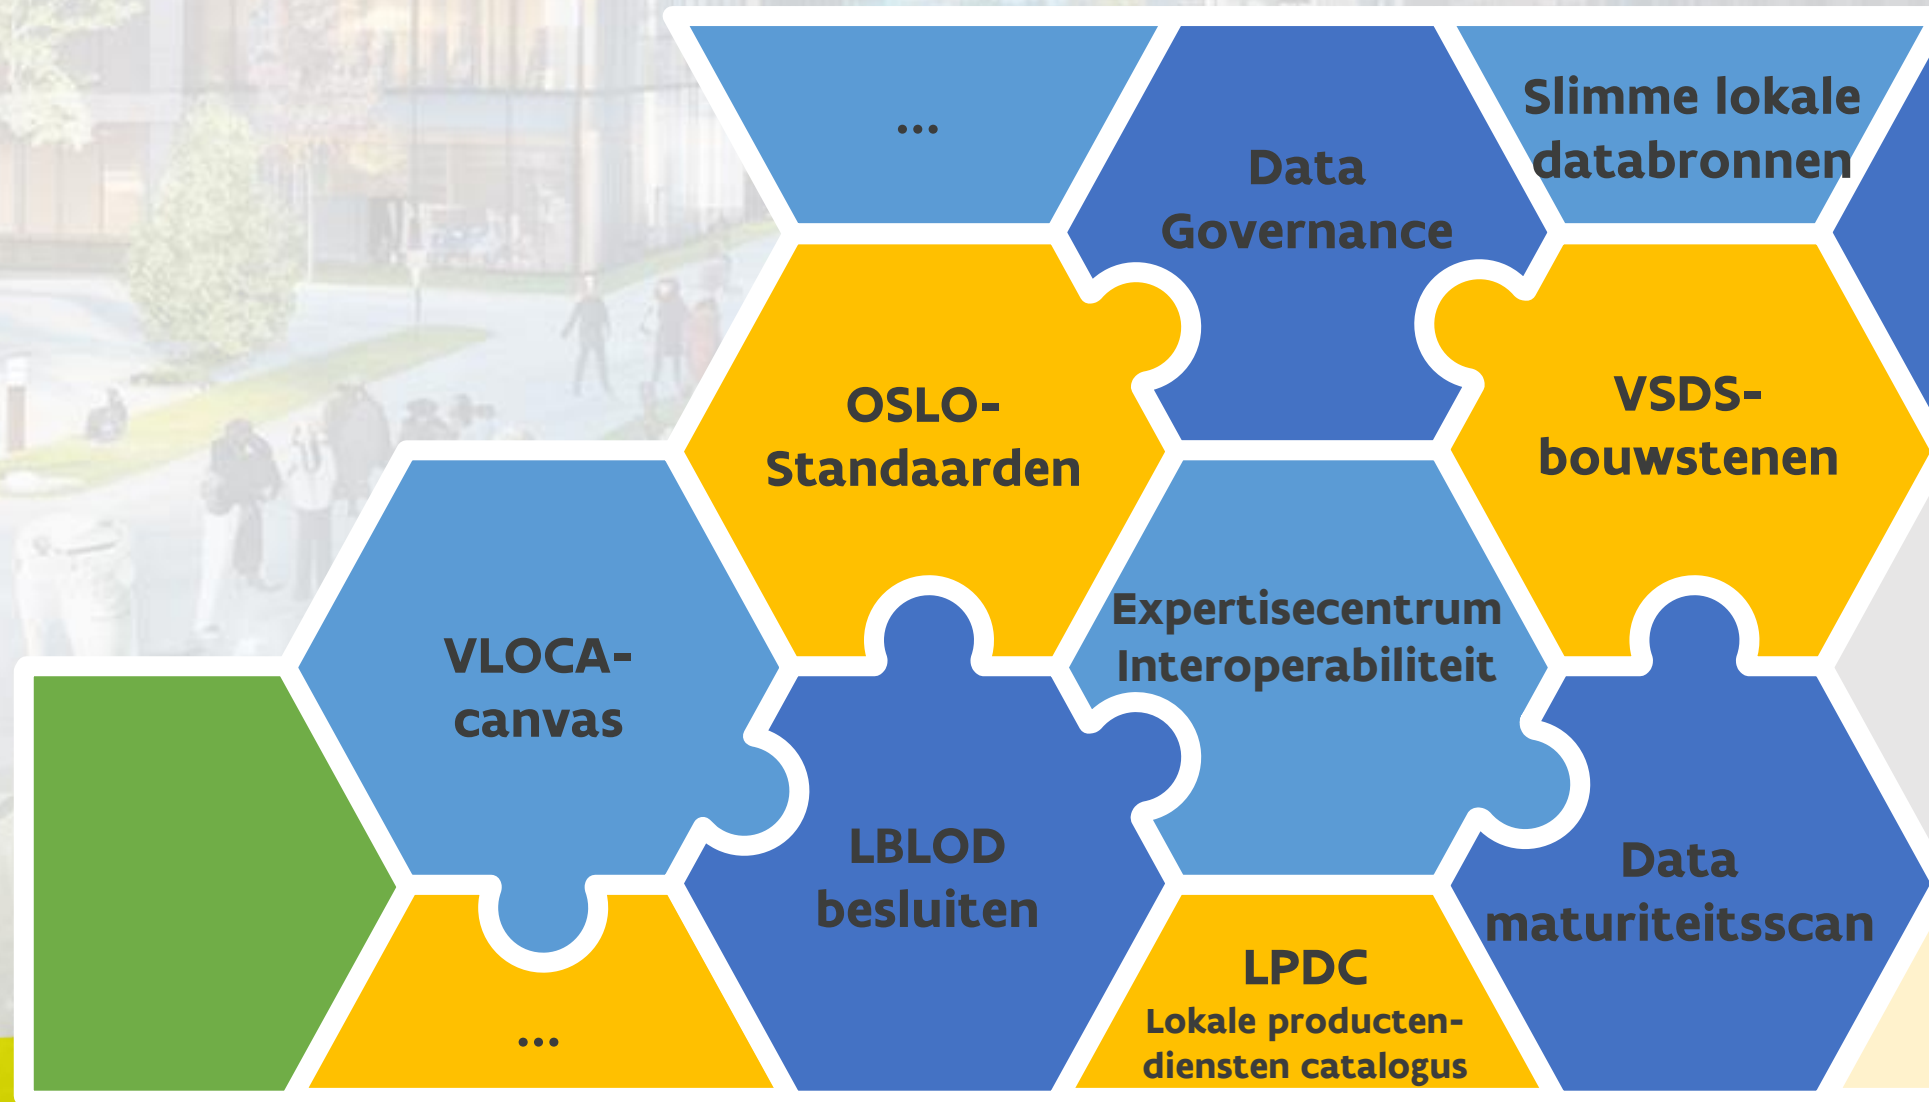 ...
Data
Governance
Slimme lokale
databronnen
OSLO-
Standaarden
VSDS-
bouwstenen
VLOCA-
canvas
Expertisecentrum
Interoperabiliteit
LBLOD
besluiten
Data
maturiteitsscan
...
LPDC
Lokale producten-
diensten catalogus